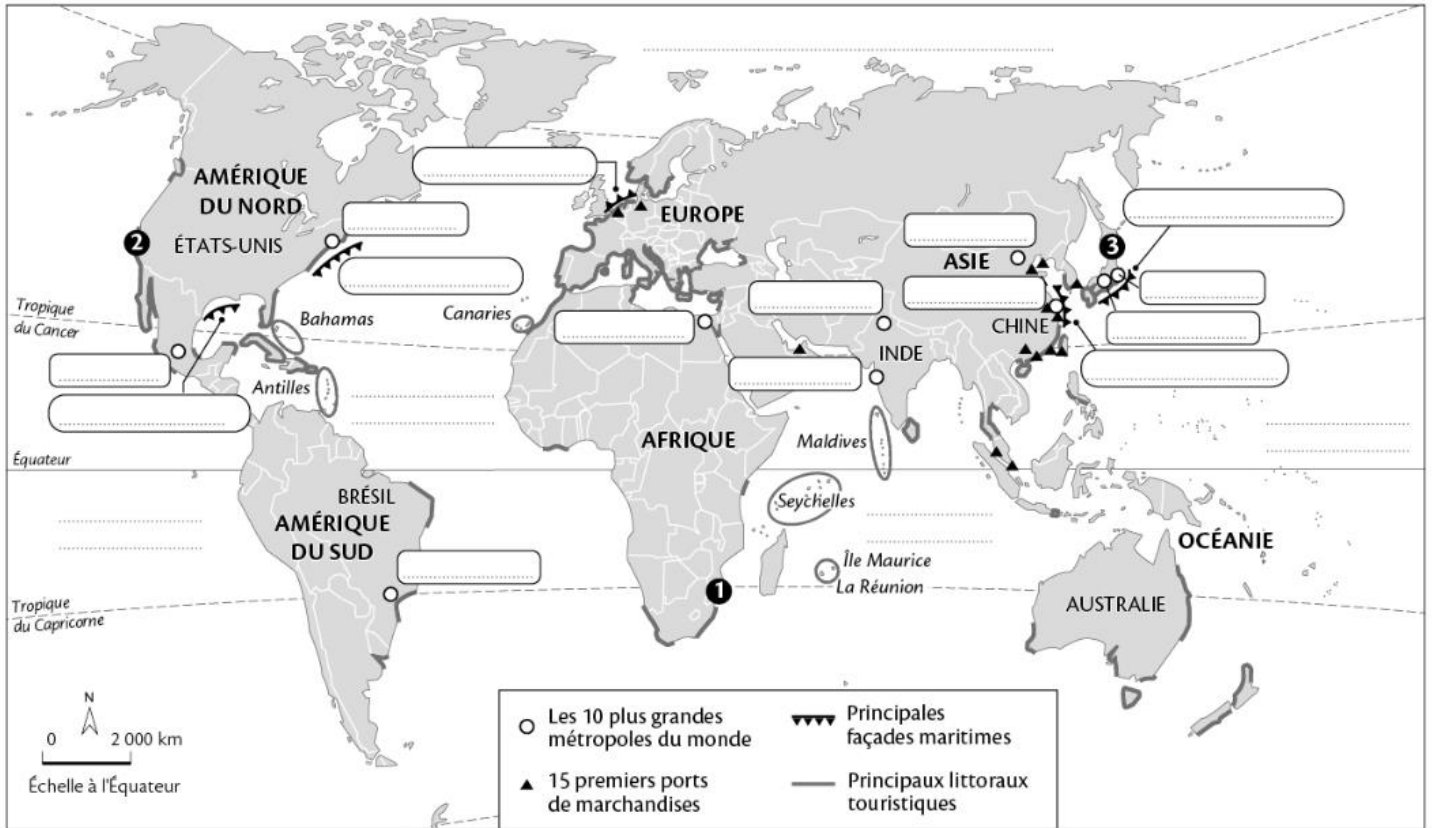 AMÉRIQUE
DU NORD
ÉTATS-UNIS
2
EUROPE
3
ASIE
CHINE
INDE
Tropique
du Cancer
Bahamas
Canaries
Antilles
AFRIQUE
Maldives
Équateur
BRÉSIL
AMÉRIQUE
DU SUD
Seychelles
OCÉANIE
Île Maurice
La Réunion
1
AUSTRALIE
Tropique
du Capricorne
N
0 2 000 km
Échelle à l'Équateur
Les 10 plus grandes
métropoles du monde
15 premiers ports
de marchandises
Principales
façades maritimes
Principaux littoraux
touristiques